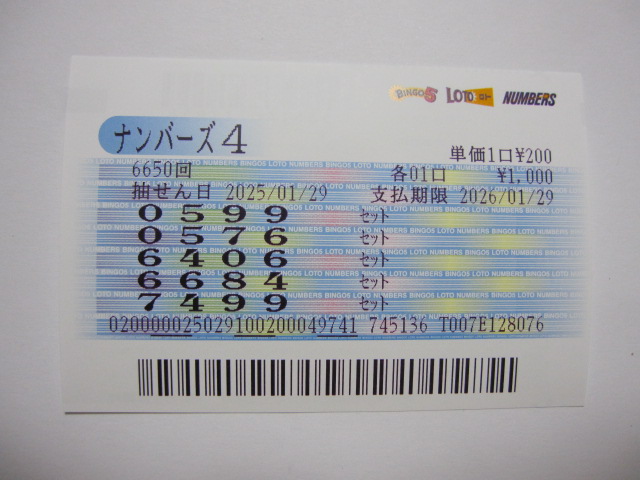 BINGO5 LOTO ロト NUMBERS
ナンバーズ4
単価1口¥200
6650回 各01口 ¥1,000
抽せん日 2025/01/29 支払期限 2026/01/29
0599 セット
0576 セット
6406 セット
6684 セット
7499 セット
020000025029100200049741 745136 T007E128076